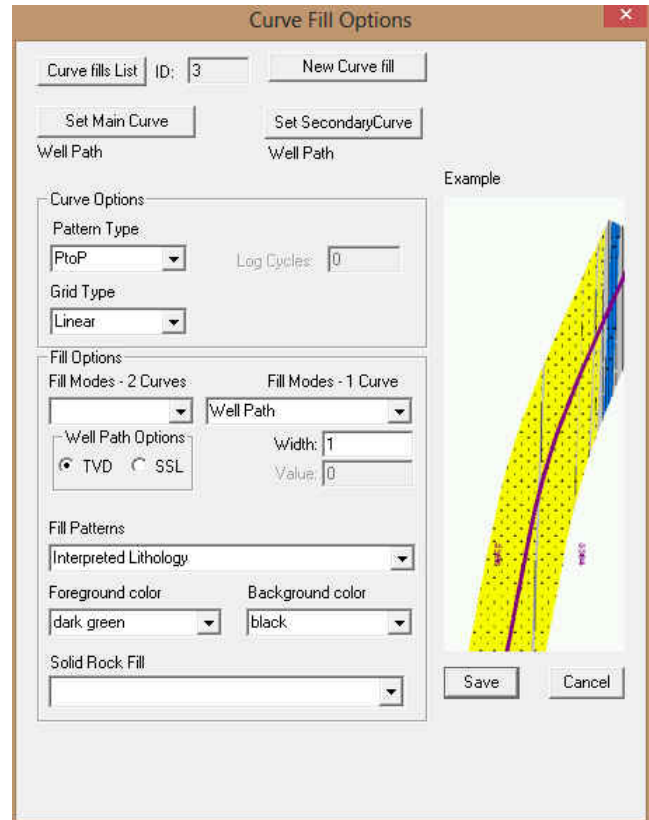 Curve Fill Options
Curve fills List ID: 3 New Curve fill
Set Main Curve Set SecondaryCurve
Well Path Well Path
Example
Curve Options
Pattern Type
PtoP Log Cycles: 0
Grid Type
Linear
Fill Options
Fill Modes - 2 Curves Fill Modes - 1 Curve
Well Path
Well Path Options Width: 1
TVD SSL Value: 0
Fill Patterns
Interpreted Lithology
Foreground color Background color
dark green black
Solid Rock Fill
Save Cancel